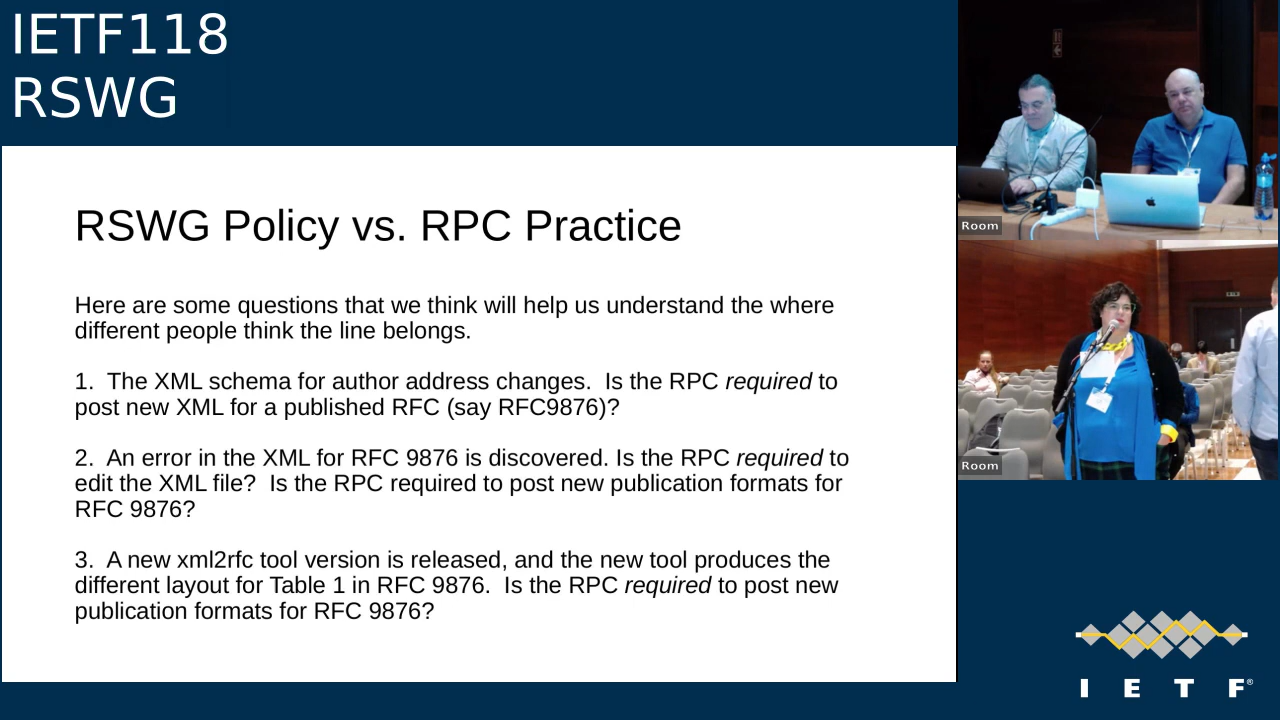 IETF118
RSWG
RSWG Policy vs. RPC Practice
Here are some questions that we think will help us understand the where
different people think the line belongs.
1.  The XML schema for author address changes.  Is the RPC required to
post new XML for a published RFC (say RFC9876)?
2.  An error in the XML for RFC 9876 is discovered. Is the RPC required to
edit the XML file?  Is the RPC required to post new publication formats for
RFC 9876?
3.  A new xml2rfc tool version is released, and the new tool produces the
different layout for Table 1 in RFC 9876.  Is the RPC required to post new
publication formats for RFC 9876?
Room
Room
I E T F®